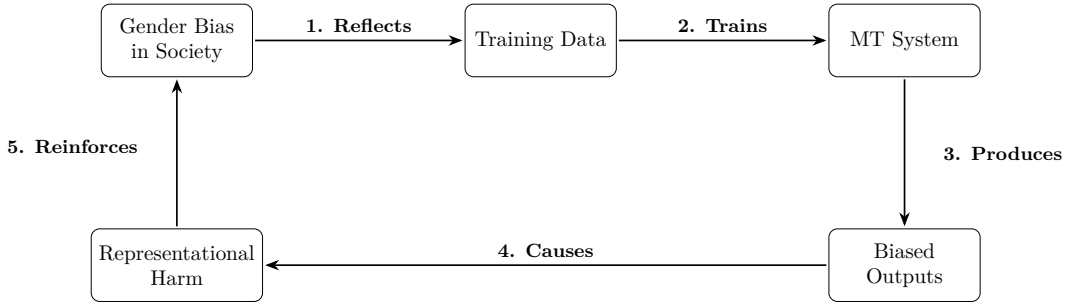 Gender Bias
in Society
1. Reflects
Training Data
2. Trains
MT System
5. Reinforces
3. Produces
Representational
Harm
4. Causes
Biased
Outputs